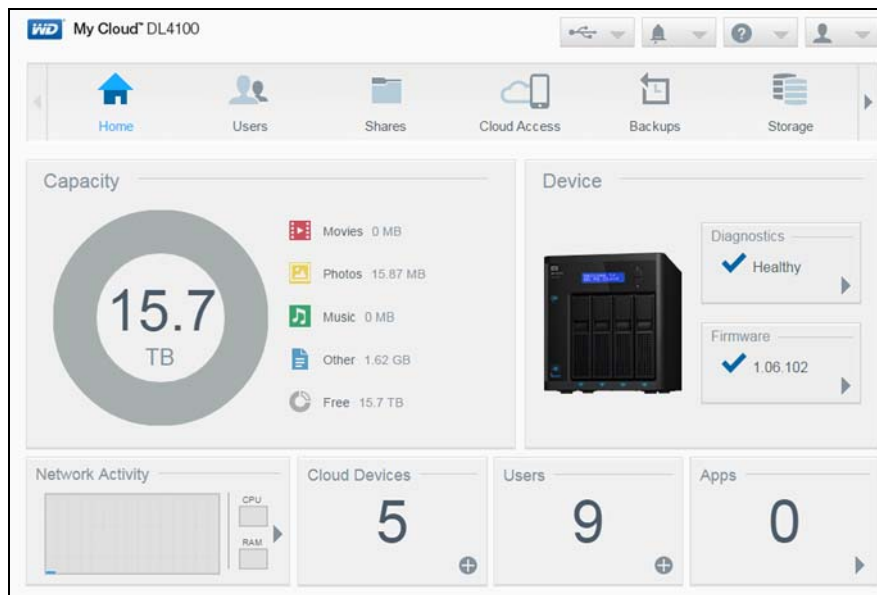 WD My Cloud™ DL4100
Home Users Shares Cloud Access Backups Storage
Capacity
15.7
TB
Movies 0 MB
Photos 15.87 MB
Music 0 MB
Other 1.62 GB
Free 15.7 TB
Device
Diagnostics
Healthy
Firmware
1.06.102
Network Activity
CPU
RAM
Cloud Devices
5
Users
9
Apps
0